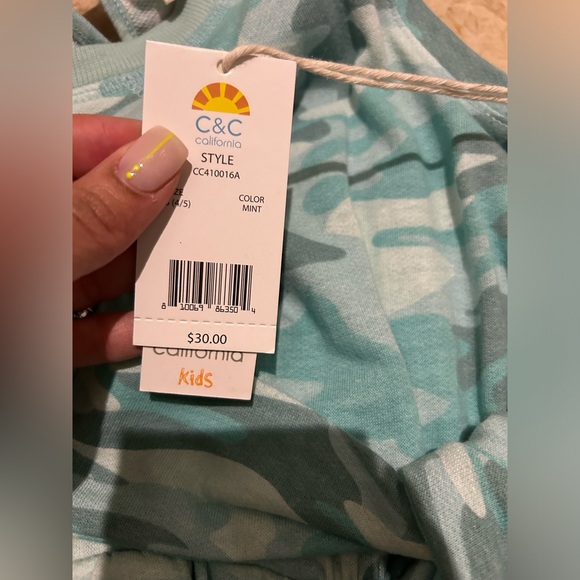 C&C
california
STYLE
CC410016A
(4/5)
COLOR
MINT
8 10069 86350 4
$30.00
California
Kids